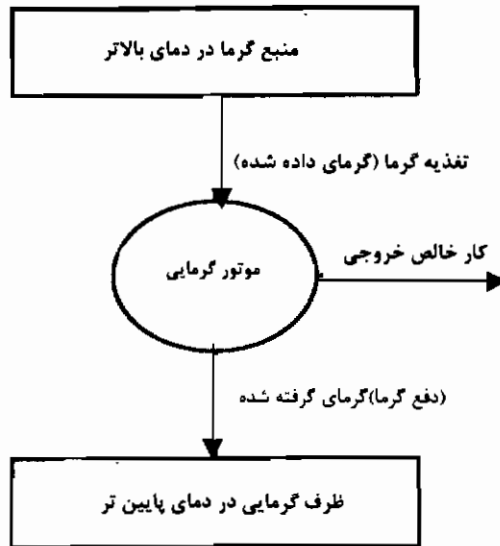 منبع گرما در دمای بالاتر
تغذیه گرما (گرمای داده شده)
موتور گرمایی
کار خالص خروجی
(دفع گرما)گرمای گرفته شده
ظرف گرمایی در دمای پایین تر